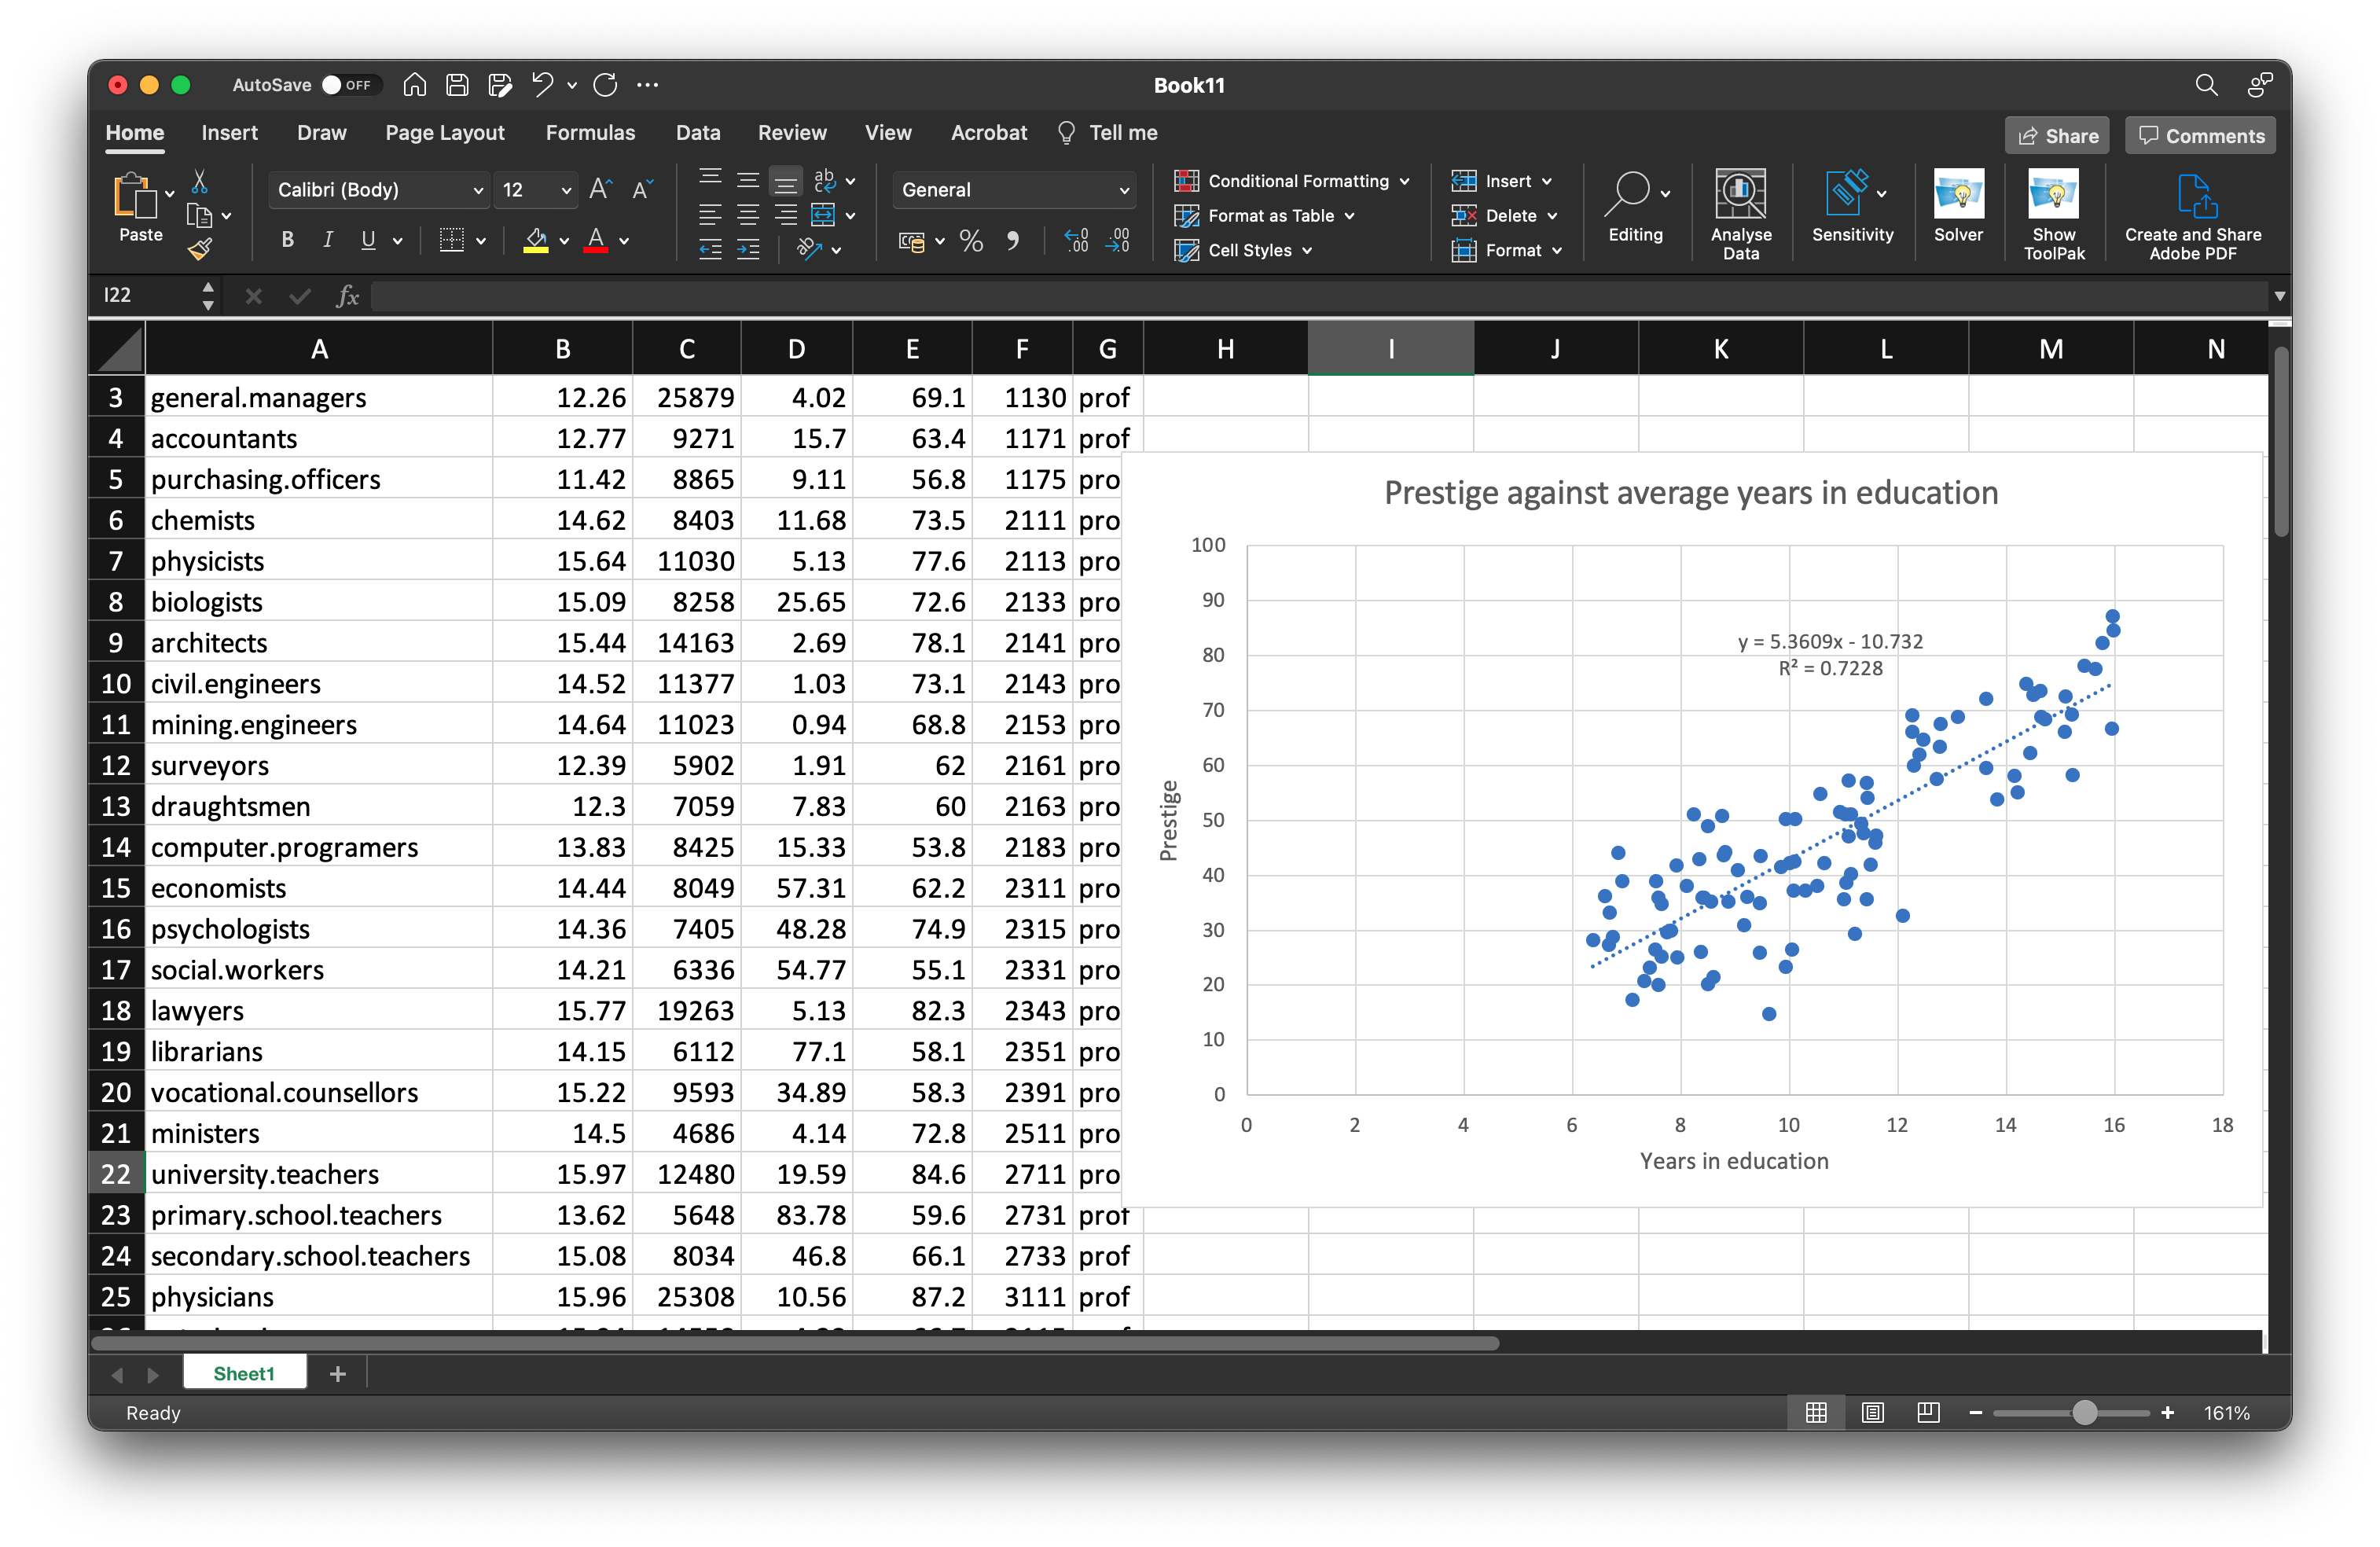 AutoSave OFF
Book11
Home Insert Draw Page Layout Formulas Data Review View Acrobat Tell me
Share Comments
Paste
Calibri (Body) 12
General
Conditional Formatting
Format as Table
Cell Styles
Insert
Delete
Format
Editing
Analyse Data
Sensitivity
Solver
Show ToolPak
Create and Share Adobe PDF
I22
fx
A B C D E F G H I J K L M N
3 general.managers 12.26 25879 4.02 69.1 1130 prof
4 accountants 12.77 9271 15.7 63.4 1171 prof
5 purchasing.officers 11.42 8865 9.11 56.8 1175 pro
6 chemists 14.62 8403 11.68 73.5 2111 pro
7 physicists 15.64 11030 5.13 77.6 2113 pro
8 biologists 15.09 8258 25.65 72.6 2133 pro
9 architects 15.44 14163 2.69 78.1 2141 pro
10 civil.engineers 14.52 11377 1.03 73.1 2143 pro
11 mining.engineers 14.64 11023 0.94 68.8 2153 pro
12 surveyors 12.39 5902 1.91 62 2161 pro
13 draughtsmen 12.3 7059 7.83 60 2163 pro
14 computer.programers 13.83 8425 15.33 53.8 2183 pro
15 economists 14.44 8049 57.31 62.2 2311 pro
16 psychologists 14.36 7405 48.28 74.9 2315 pro
17 social.workers 14.21 6336 54.77 55.1 2331 pro
18 lawyers 15.77 19263 5.13 82.3 2343 pro
19 librarians 14.15 6112 77.1 58.1 2351 pro
20 vocational.counsellors 15.22 9593 34.89 58.3 2391 pro
21 ministers 14.5 4686 4.14 72.8 2511 pro
22 university.teachers 15.97 12480 19.59 84.6 2711 pro
23 primary.school.teachers 13.62 5648 83.78 59.6 2731 prof
24 secondary.school.teachers 15.08 8034 46.8 66.1 2733 prof
25 physicians 15.96 25308 10.56 87.2 3111 prof
Prestige against average years in education
y = 5.3609x - 10.732
R² = 0.7228
Prestige
100
90
80
70
60
50
40
30
20
10
0
0 2 4 6 8 10 12 14 16 18
Years in education
Sheet1
Ready
161%